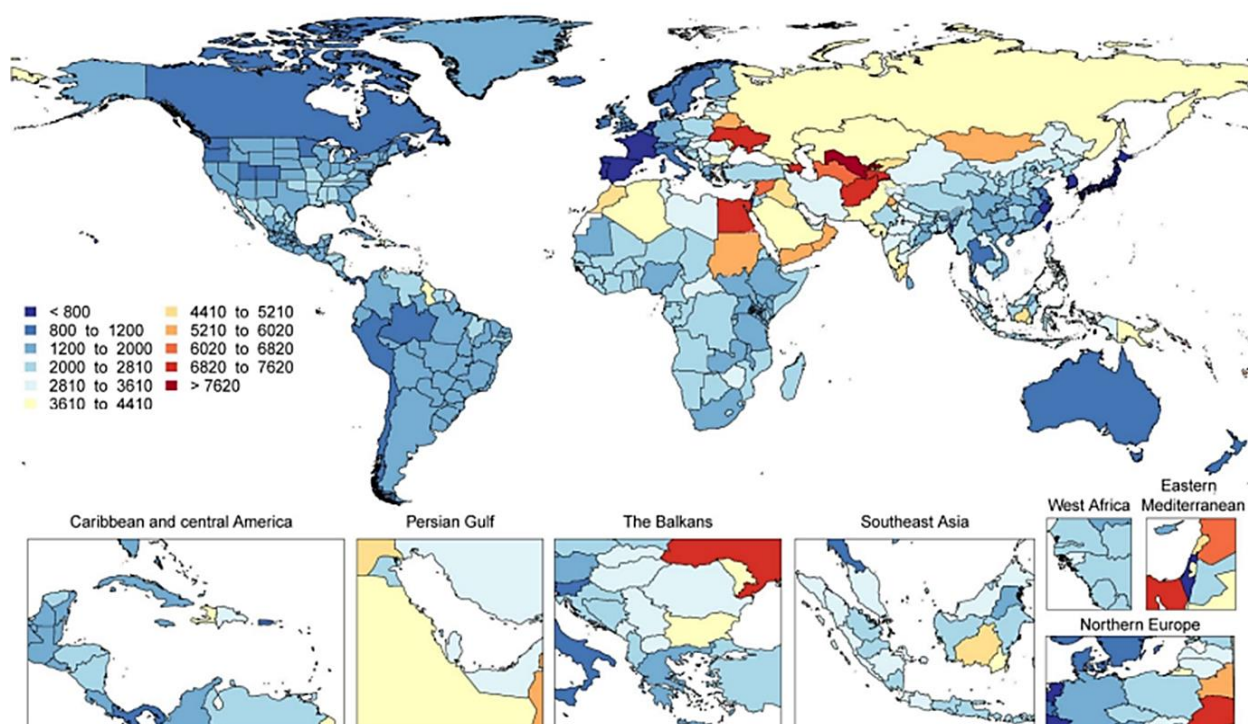 < 800
800 to 1200
1200 to 2000
2000 to 2810
2810 to 3610
3610 to 4410
4410 to 5210
5210 to 6020
6020 to 6820
6820 to 7620
> 7620
Caribbean and central America
Persian Gulf
The Balkans
Southeast Asia
West Africa
Eastern
Mediterranean
Northern Europe